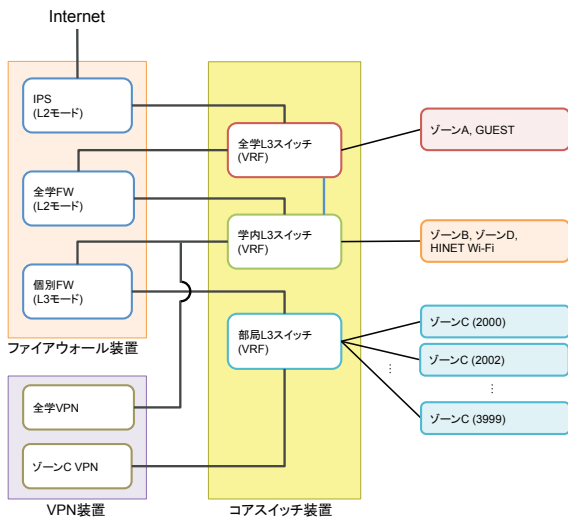 Internet
IPS
(L2モード)
全学FW
(L2モード)
個別FW
(L3モード)
ファイアウォール装置
全学VPN
ゾーンC VPN
VPN装置
全学L3スイッチ
(VRF)
学内L3スイッチ
(VRF)
部局L3スイッチ
(VRF)
コアスイッチ装置
ゾーンA, GUEST
ゾーンB, ゾーンD,
HINET Wi-Fi
ゾーンC (2000)
ゾーンC (2002)
⋮
⋮
ゾーンC (3999)